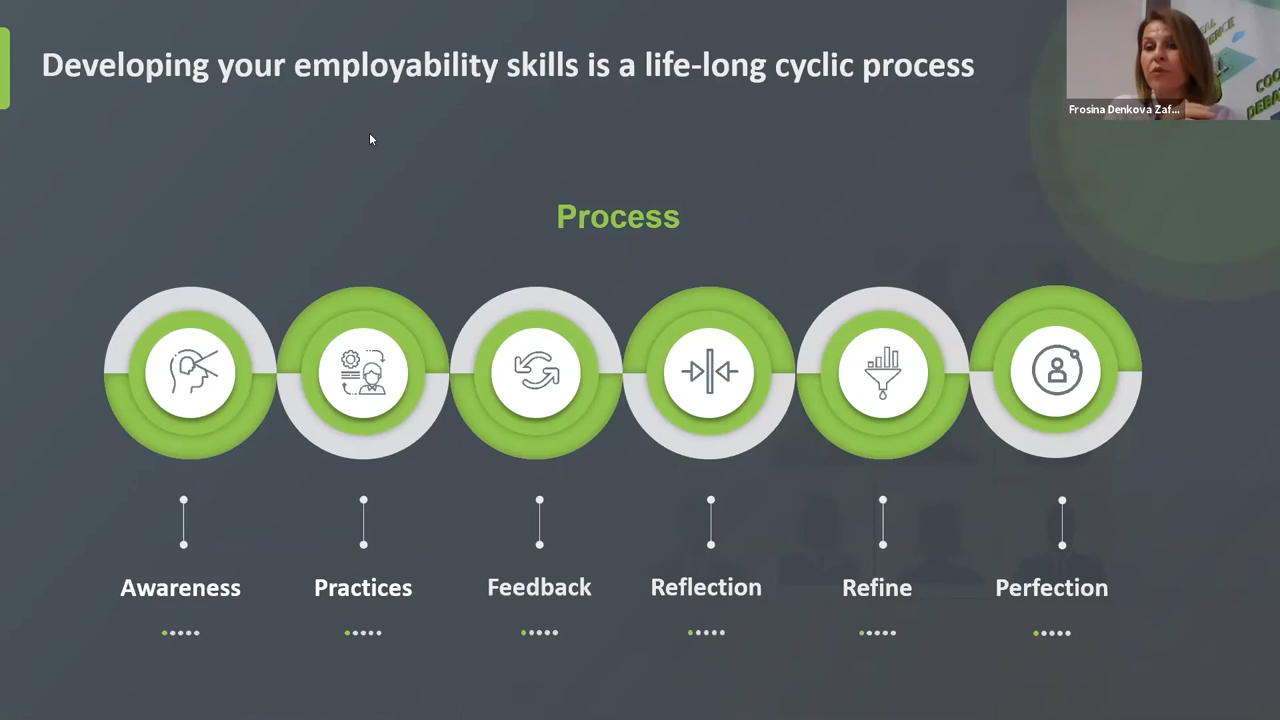 Developing your employability skills is a life-long cyclic process
Frosina Denkova Zaf...
Process
Awareness
Practices
Feedback
Reflection
Refine
Perfection